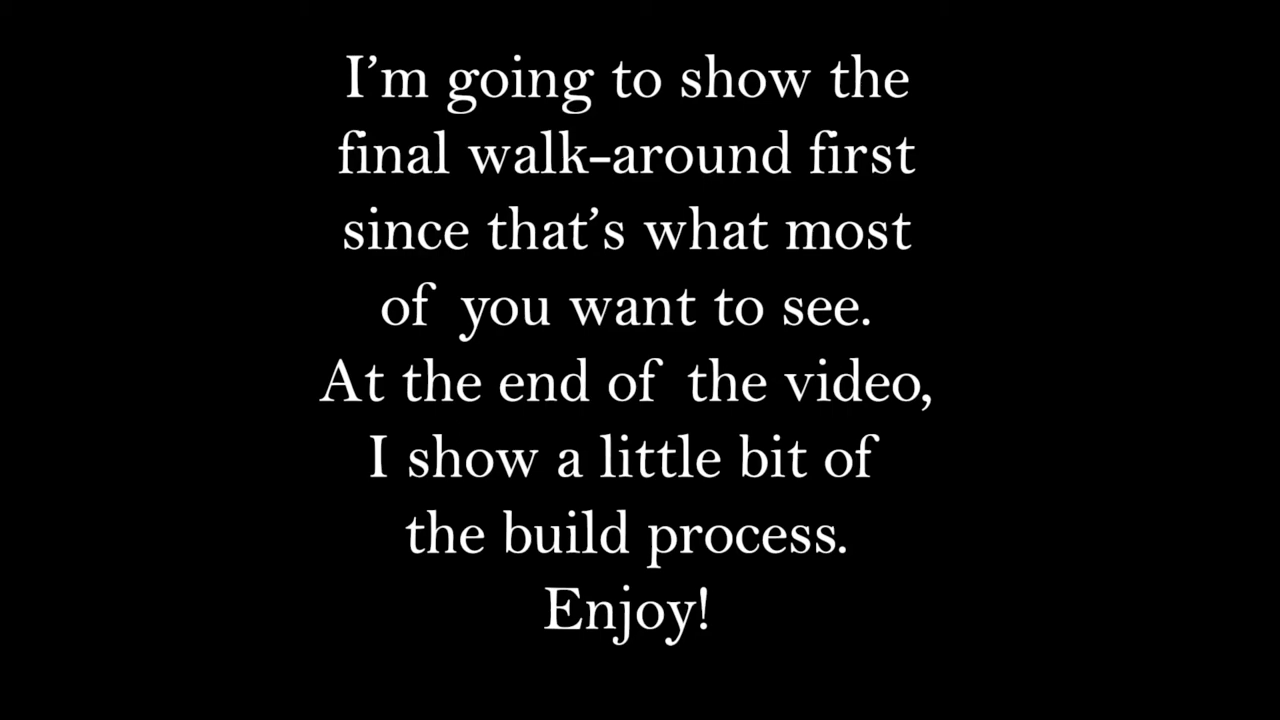 I’m going to show the
final walk-around first
since that’s what most
of you want to see.
At the end of the video,
I show a little bit of
the build process.
Enjoy!